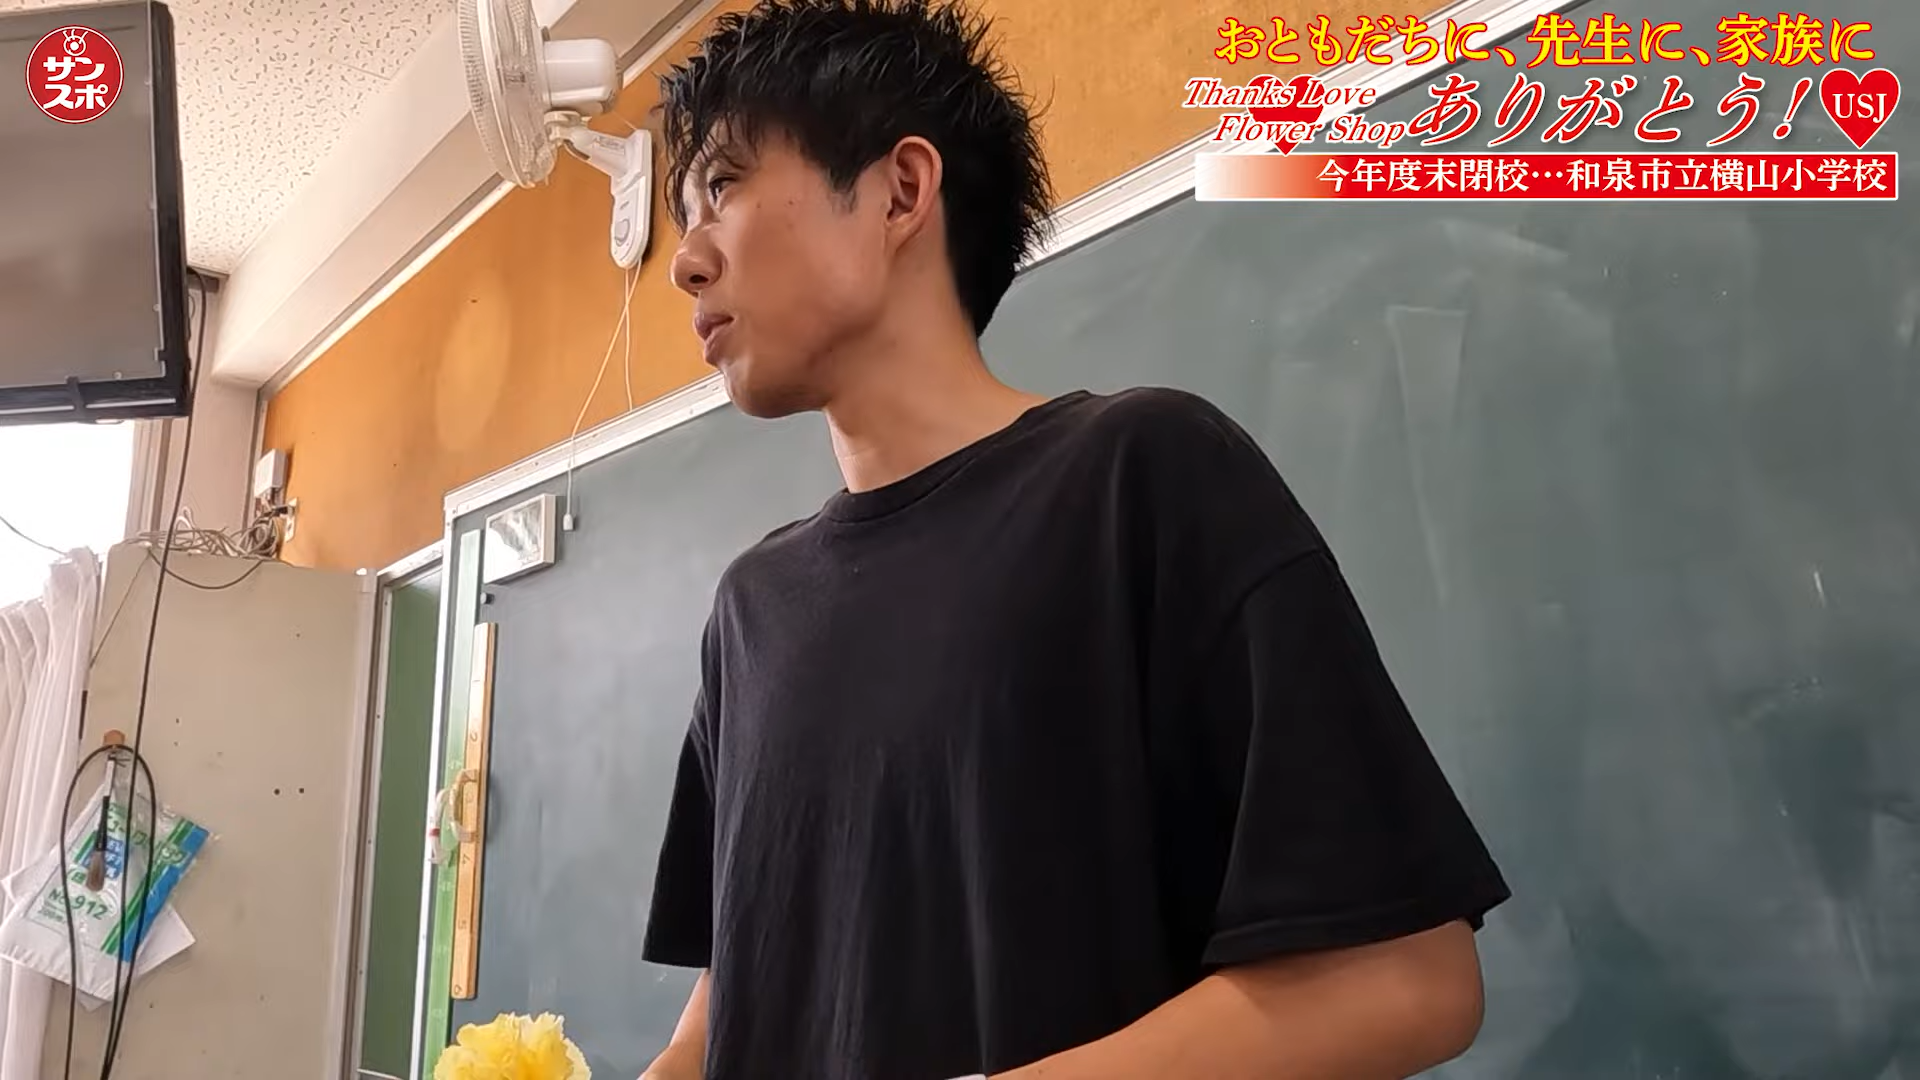 サン
スポ
おともだちに、先生に、家族に
Thanks Love
Flower Shop
ありがとう!
USJ
今年度末閉校…和泉市立横山小学校
No.912